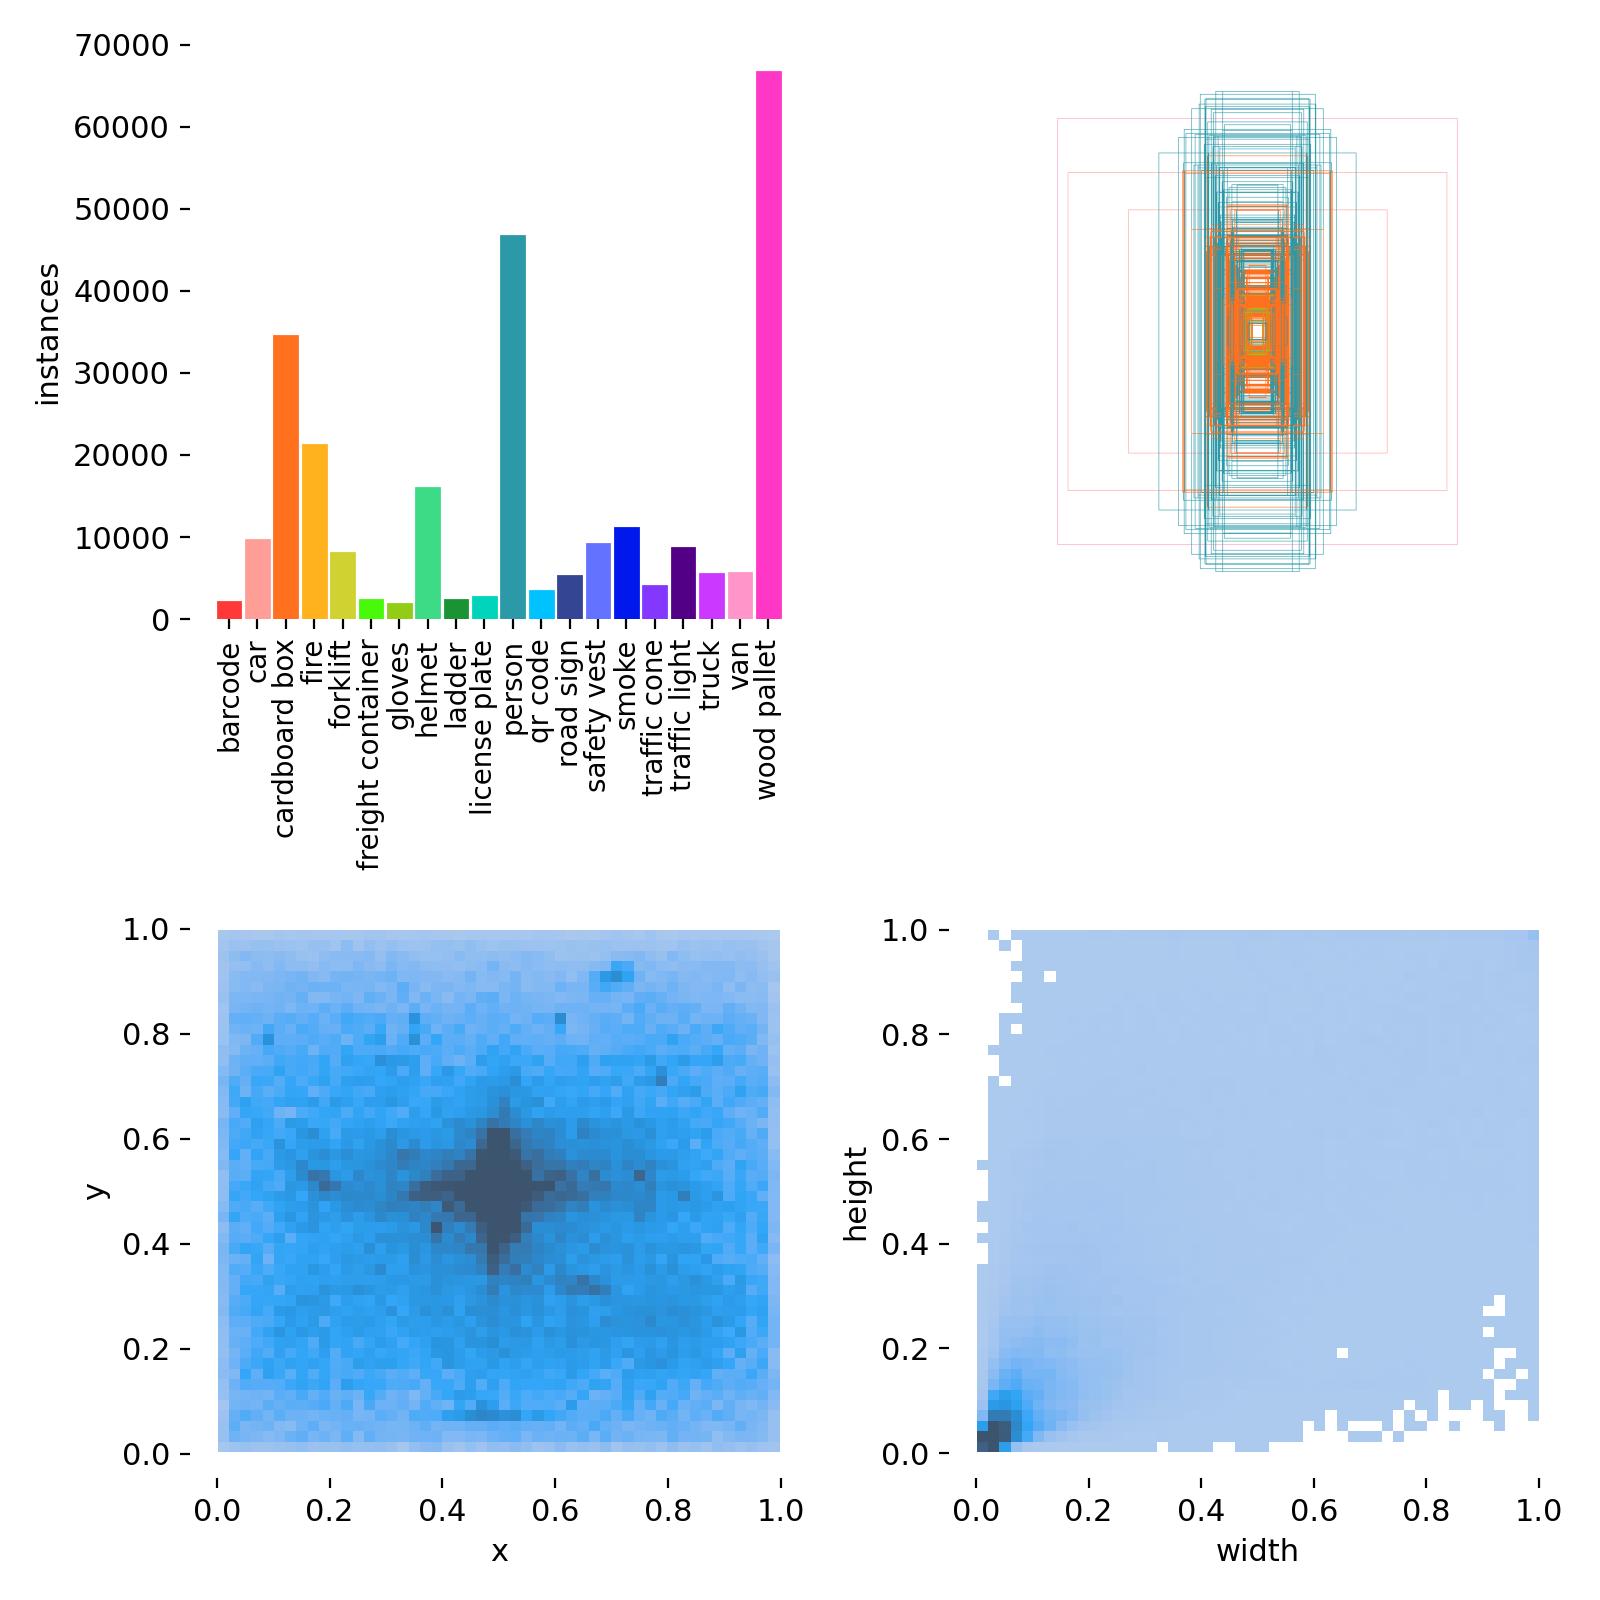 70000
60000
50000
40000
30000
20000
10000
0
instances
barcode
car
cardboard box
fire
forklift
freight container
gloves
helmet
ladder
license plate
person
qr code
road sign
safety vest
smoke
traffic cone
traffic light
truck
van
wood pallet
1.0
0.8
0.6
0.4
0.2
0.0
y
0.0 0.2 0.4 0.6 0.8 1.0
x
1.0
0.8
0.6
0.4
0.2
0.0
height
0.0 0.2 0.4 0.6 0.8 1.0
width